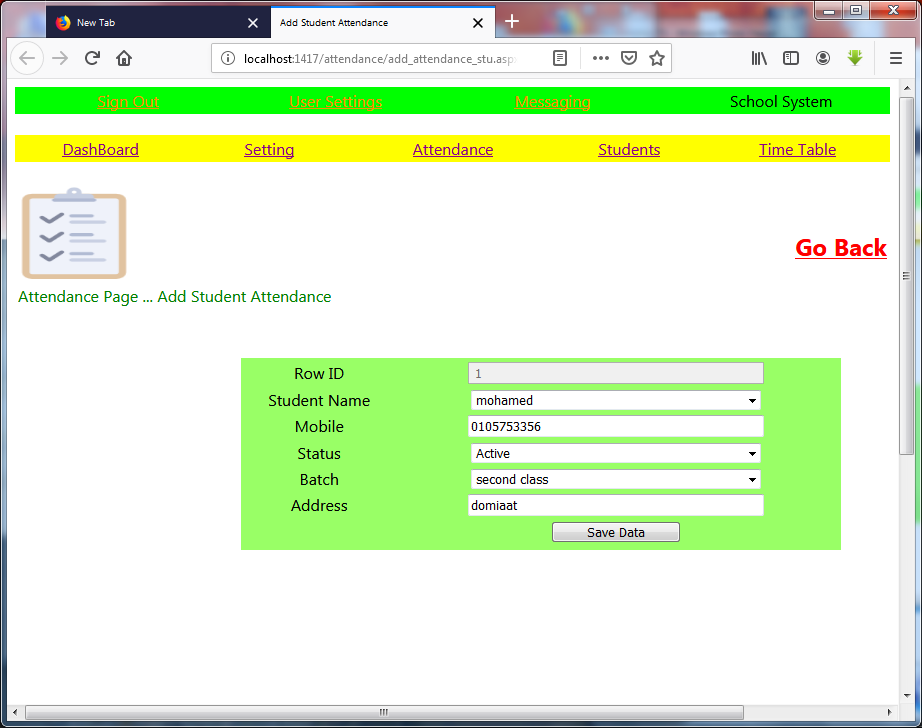 New Tab
Add Student Attendance
localhost:1417/attendance/add_attendance_stu.asp
Sign Out User Settings Messaging School System
DashBoard Setting Attendance Students Time Table
Go Back
Attendance Page ... Add Student Attendance
Row ID 1
Student Name mohamed
Mobile 0105753356
Status Active
Batch second class
Address domiaat
Save Data